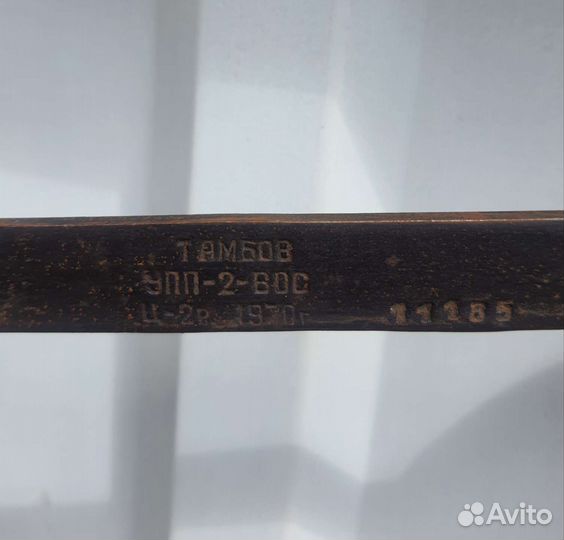 ТАМБОВ
УПП-2-ВОС
Ц-2р. 1970г 11185
Avito